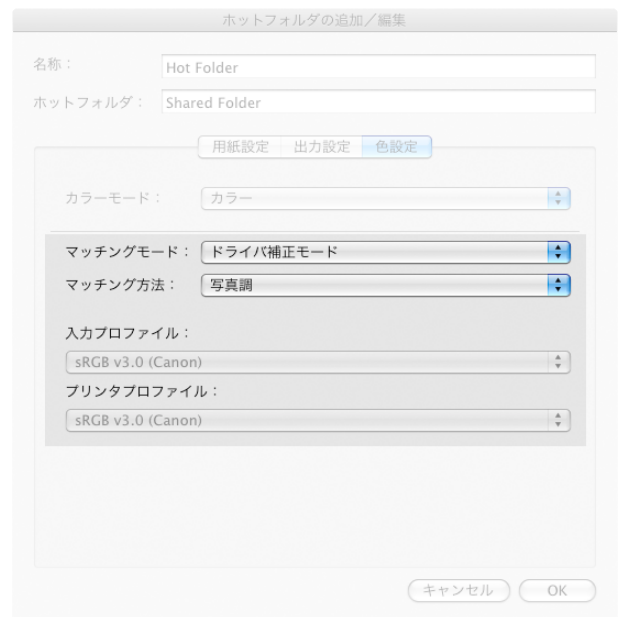 ホットフォルダの追加／編集
名称： Hot Folder
ホットフォルダ： Shared Folder
用紙設定 出力設定 色設定
カラーモード： カラー
マッチングモード： ドライバ補正モード
マッチング方法： 写真調
入力プロファイル：
sRGB v3.0 (Canon)
プリンタプロファイル：
sRGB v3.0 (Canon)
キャンセル OK